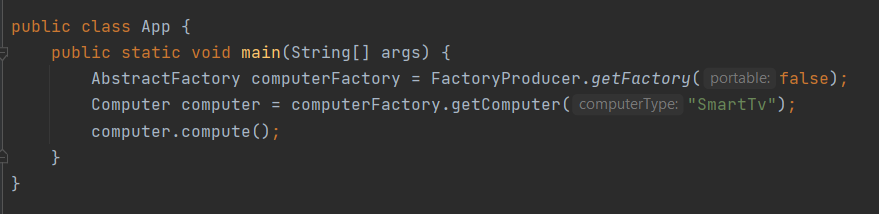 public class App {
public static void main(String[] args) {
AbstractFactory computerFactory = FactoryProducer.getFactory( portable: false);
Computer computer = computerFactory.getComputer( computerType: "SmartTv");
computer.compute();
}
}